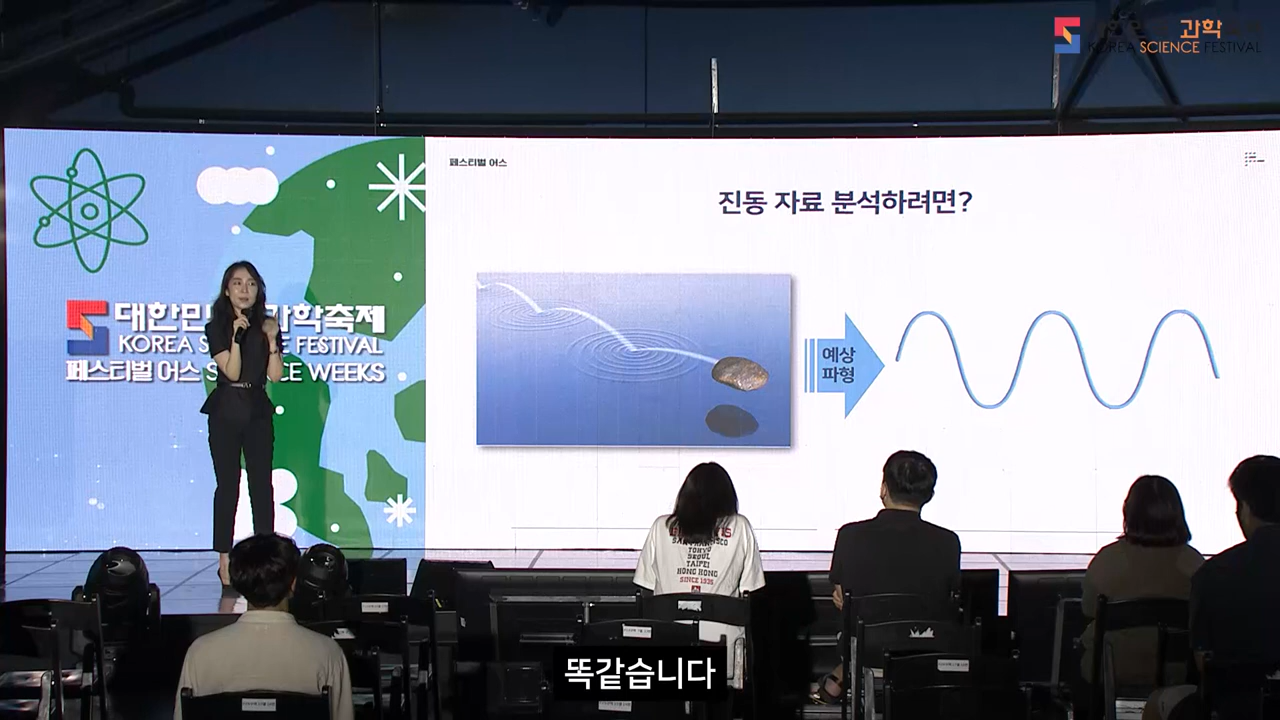 과학
KOREA SCIENCE FESTIVAL
페스티벌 어스
진동 자료 분석하려면?
대한민
과학축제
KOREA S
E FESTIVAL
페스티벌 어스 S
CE WEEKS
예상
파형
SAN FRANCISCO
TOKYO
SEOUL
TAIPEI
HONG KONG
SINCE 1935
똑같습니다